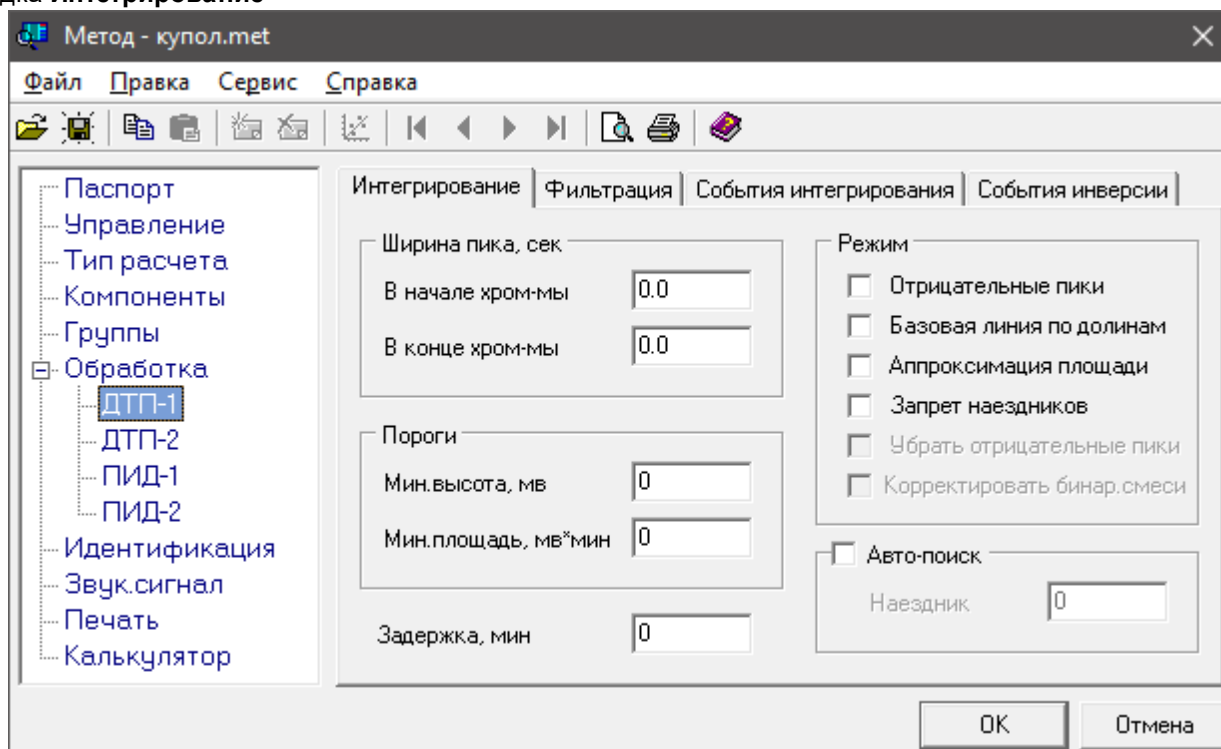 Интегрирование
Метод - купол.met
Файл Правка Сервис Справка
Паспорт
Управление
Тип расчета
Компоненты
Группы
Обработка
ДТП-1
ДТП-2
ПИД-1
ПИД-2
Идентификация
Звук.сигнал
Печать
Калькулятор
Интегрирование Фильтрация События интегрирования События инверсии
Ширина пика, сек
В начале хром-мы 0.0
В конце хром-мы 0.0
Пороги
Мин.высота, мв 0
Мин.площадь, мв*мин 0
Задержка, мин 0
Режим
Отрицательные пики
Базовая линия по долинам
Аппроксимация площади
Запрет наездников
Убрать отрицательные пики
Корректировать бинар.смеси
Авто-поиск
Наездник 0
OK Отмена